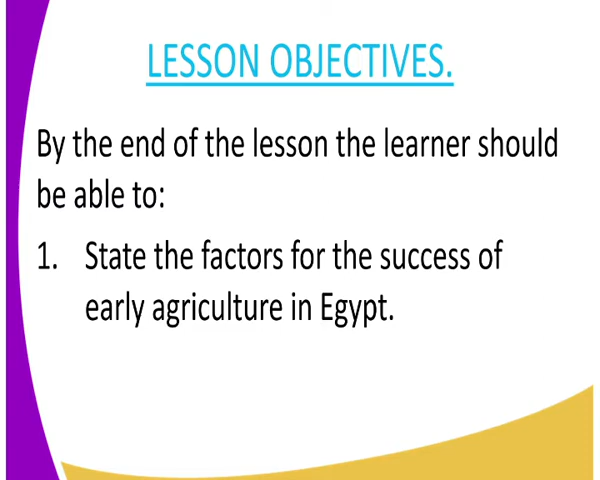 LESSON OBJECTIVES.
By the end of the lesson the learner should
be able to:
1. State the factors for the success of
early agriculture in Egypt.